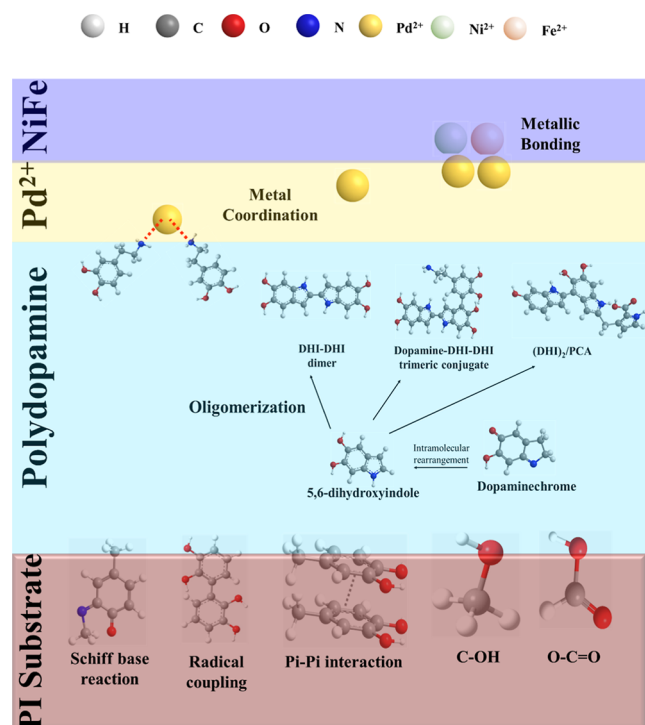 H C O N Pd²⁺ Ni²⁺ Fe²⁺
NiFe
Metallic
Bonding
Pd²⁺
Metal
Coordination
Polydopamine
DHI-DHI
dimer
Dopamine-DHI-DHI
trimeric conjugate
(DHI)₂/PCA
Oligomerization
Intramolecular
rearrangement
5,6-dihydroxyindole
Dopaminechrome
PI Substrate
Schiff base
reaction
Radical
coupling
Pi-Pi interaction
C-OH
O-C=O